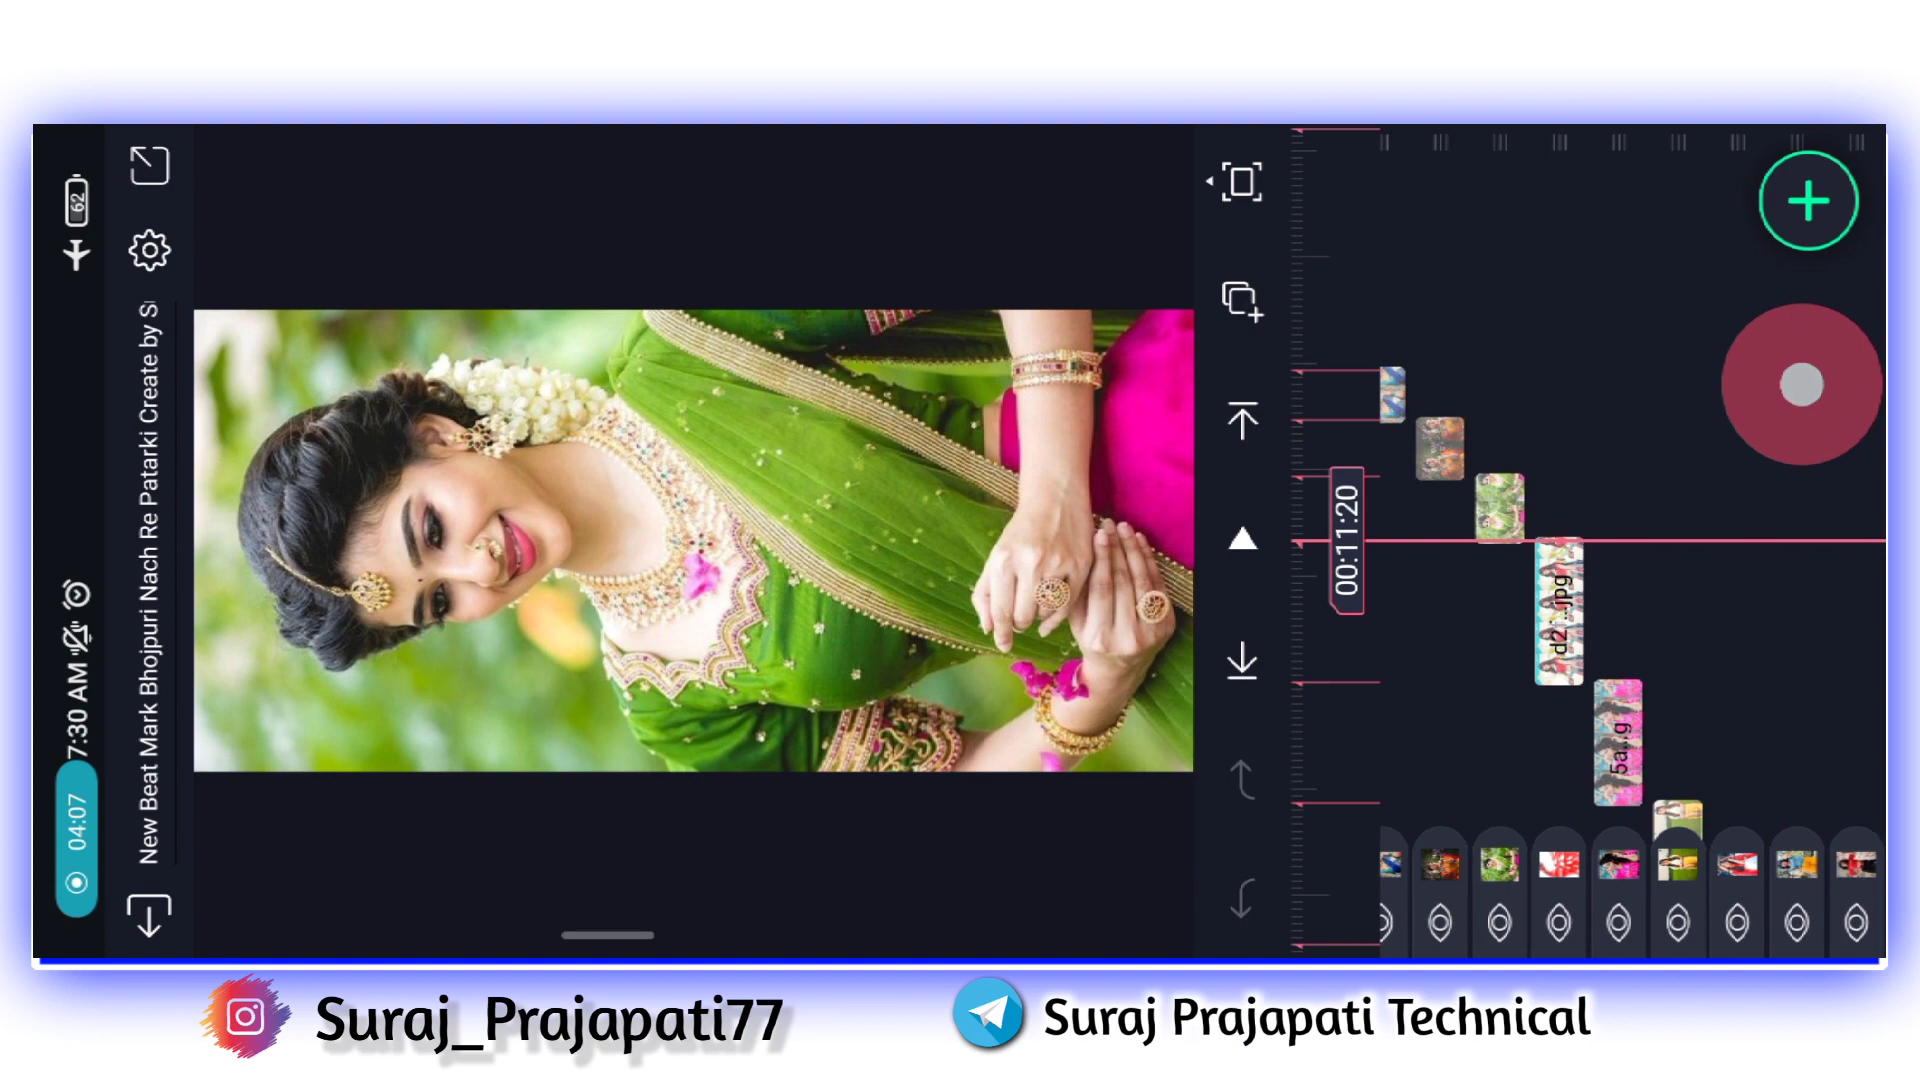 62
7:30 AM
04:07
New Beat Mark Bhojpuri Nach Re Patarki Create by S
00:11:20
d2...jpg
5a...g
Suraj_Prajapati77
Suraj Prajapati Technical